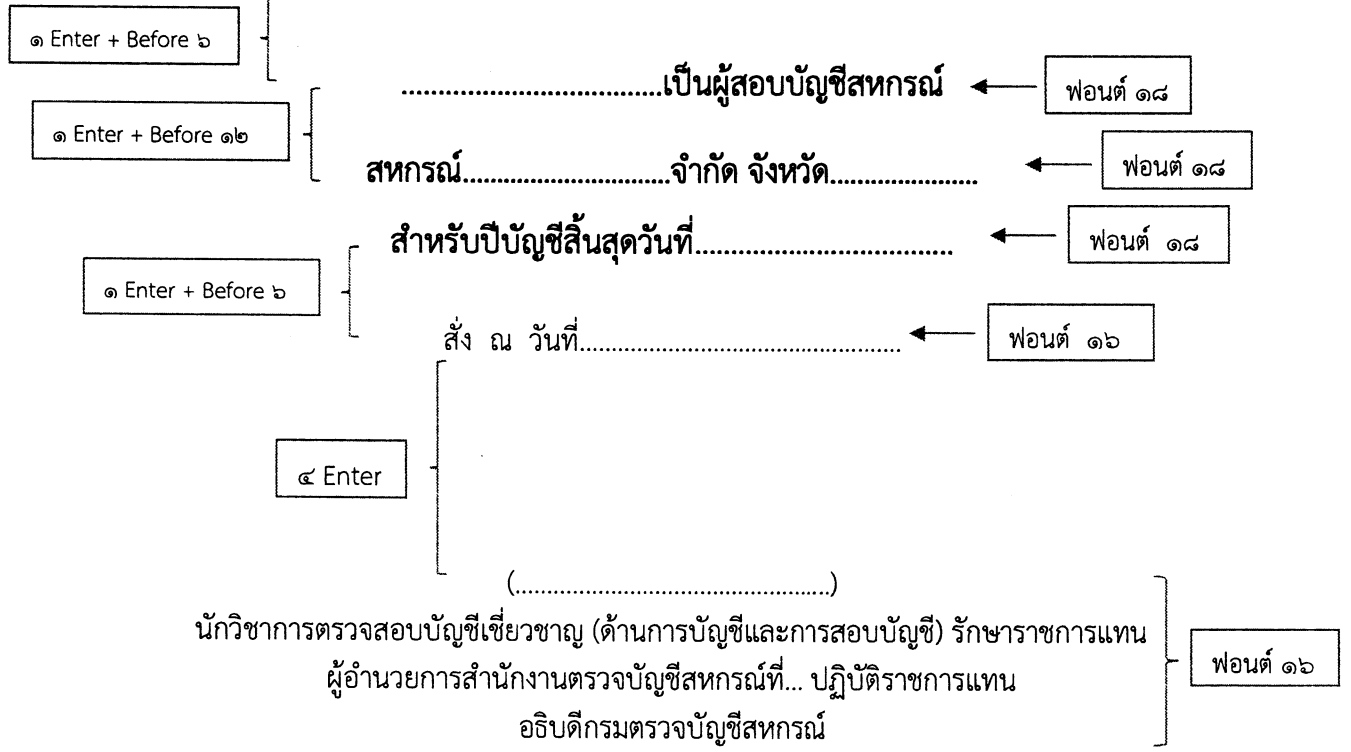 ๑ Enter + Before ๖
..................................เป็นผู้สอบบัญชีสหกรณ์
ฟอนต์ ๑๘
๑ Enter + Before ๑๒
สหกรณ์...........................จำกัด จังหวัด....................
ฟอนต์ ๑๘
สำหรับปีบัญชีสิ้นสุดวันที่..................................
ฟอนต์ ๑๘
๑ Enter + Before ๖
สั่ง ณ วันที่.................................................
ฟอนต์ ๑๖
๔ Enter
(.................................................)
นักวิชาการตรวจสอบบัญชีเชี่ยวชาญ (ด้านการบัญชีและการสอบบัญชี) รักษาราชการแทน
ผู้อำนวยการสำนักงานตรวจบัญชีสหกรณ์ที่... ปฏิบัติราชการแทน
ฟอนต์ ๑๖
อธิบดีกรมตรวจบัญชีสหกรณ์